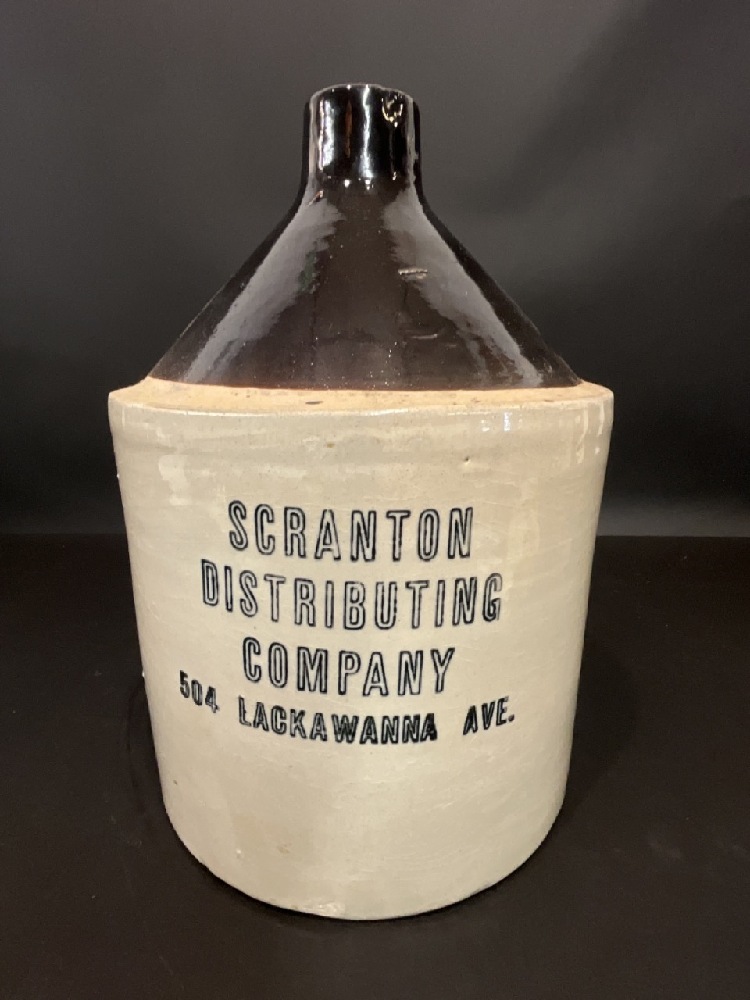 SCRANTON
DISTRIBUTING
COMPANY
504 LACKAWANNA AVE.